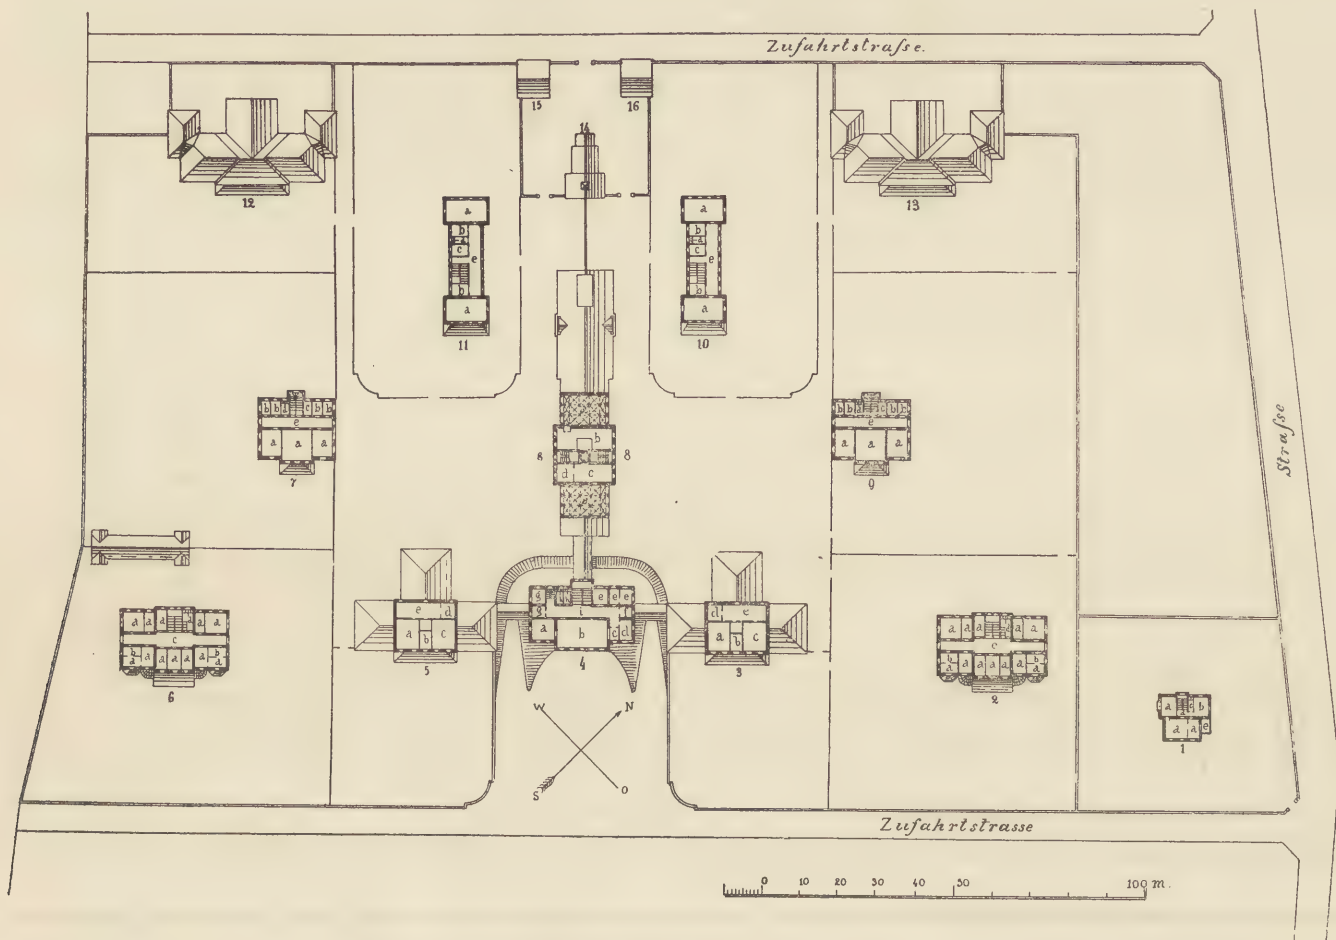 Zufahrtstraſse.
15
16
14
12
13
a
b
d
c
e
b
a
11
a
b
d
c
e
b
a
10
b b d c b b
e
a a a
7
b b d c b b
e
a a a
9
b
8
8
d c
e
Straſse
a a a a a
c
b a a a a a b
a a
6
e d
a b c
5
g e e e
g i
a b c d
4
d e
a b c
3
a a a a a
c
b a a a a a b
a a
2
a c b
d
a a e
1
W N
S O
Zufahrtstrasse
0 10 20 30 40 50 100 m.